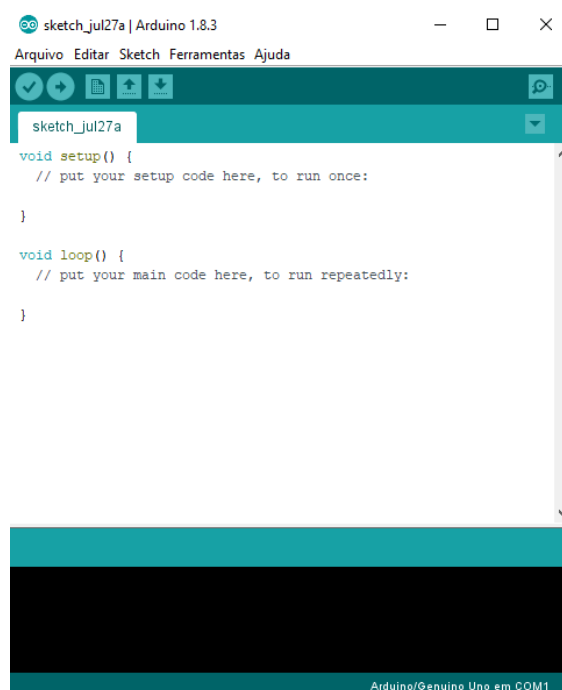 sketch_jul27a | Arduino 1.8.3
Arquivo Editar Sketch Ferramentas Ajuda
sketch_jul27a
void setup() {
  // put your setup code here, to run once:
}
void loop() {
  // put your main code here, to run repeatedly:
}
Arduino/Genuino Uno em COM1